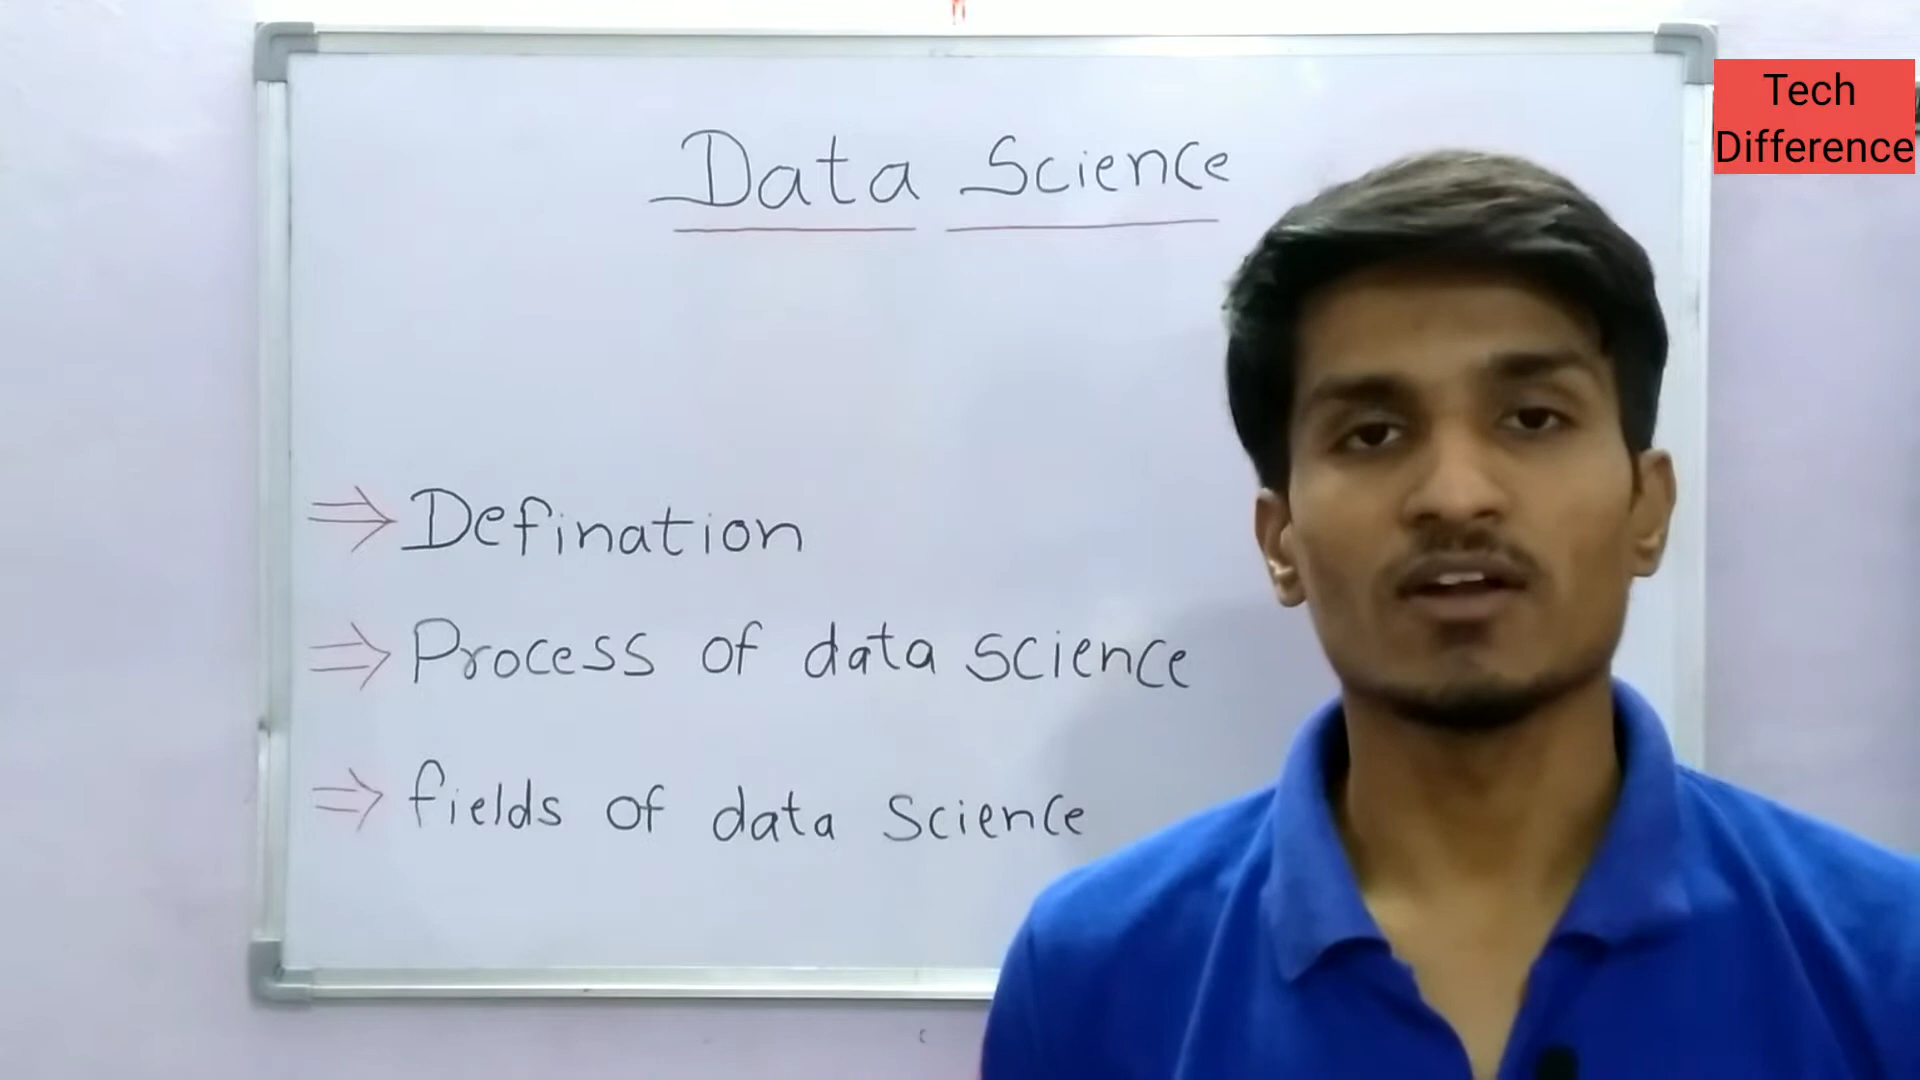 Tech
Difference
Data Science
⇒ Defination
⇒ Process of data science
⇒ fields of data science